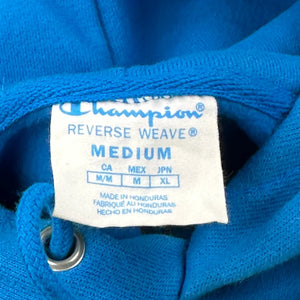 Champion®
REVERSE WEAVE®
MEDIUM
CA MEX JPN
M/M M XL
MADE IN HONDURAS
FABRIQUÉ AU HONDURAS
HECHO EN HONDURAS